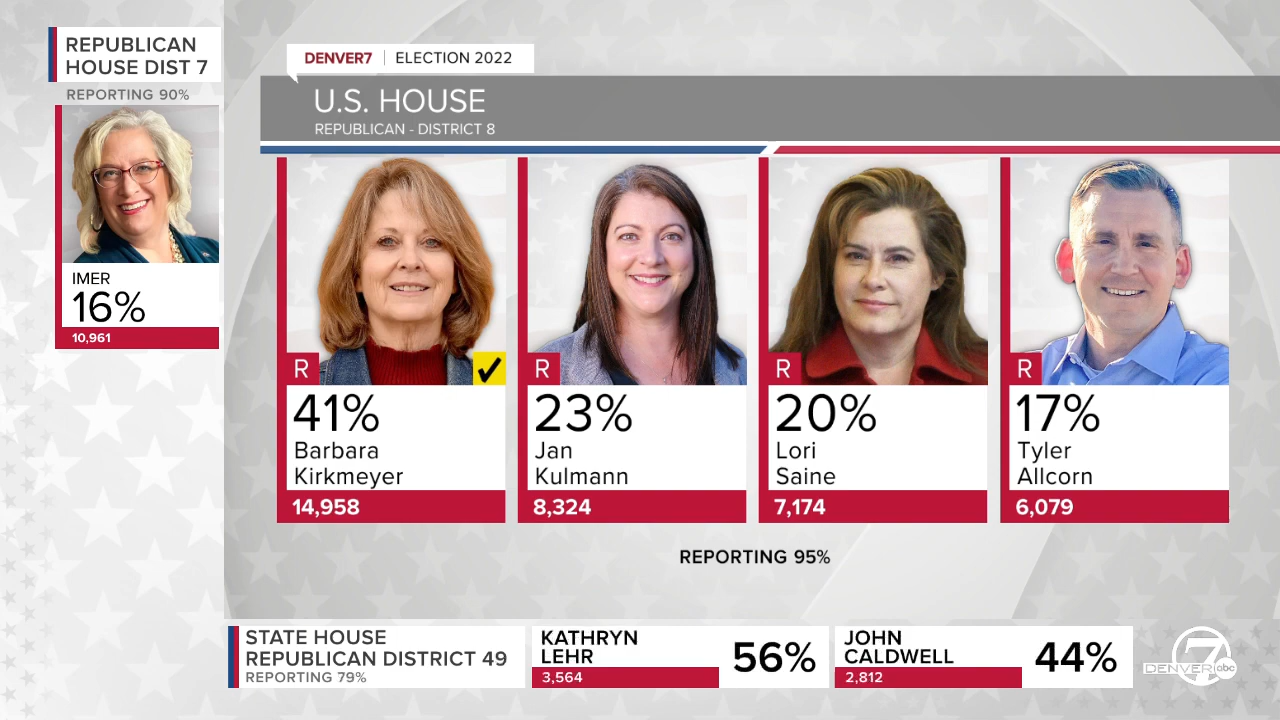 REPUBLICAN
HOUSE DIST 7
REPORTING 90%
IMER
16%
10,961
DENVER7 | ELECTION 2022
U.S. HOUSE
REPUBLICAN - DISTRICT 8
R
41%
Barbara
Kirkmeyer
14,958
R
23%
Jan
Kulmann
8,324
R
20%
Lori
Saine
7,174
R
17%
Tyler
Allcorn
6,079
REPORTING 95%
STATE HOUSE
REPUBLICAN DISTRICT 49
REPORTING 79%
KATHRYN
LEHR
3,564
56%
JOHN
CALDWELL
2,812
44%
DENVER 7 abc